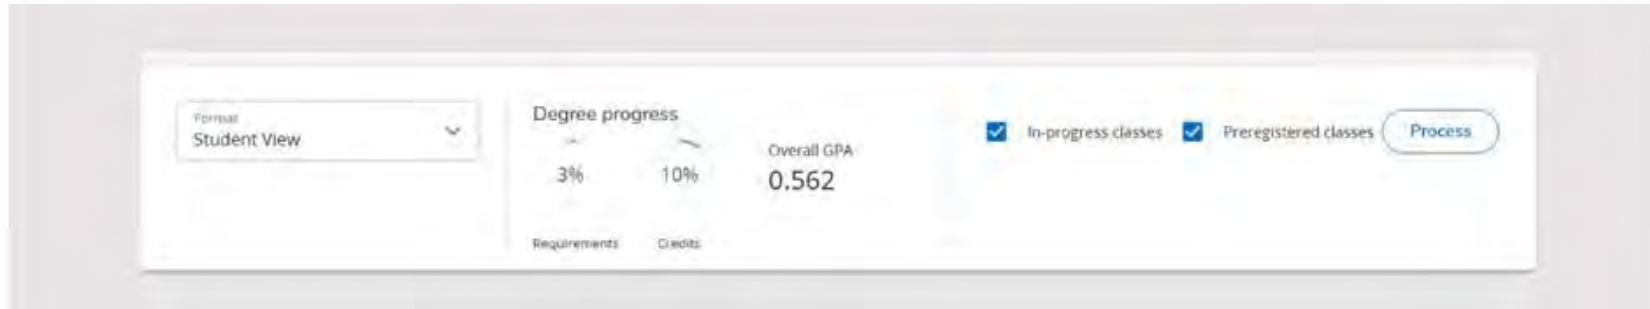 Format
Student View
Degree progress
3%
10%
Requirements
Credits
Overall GPA
0.562
In-progress classes
Preregistered classes
Process